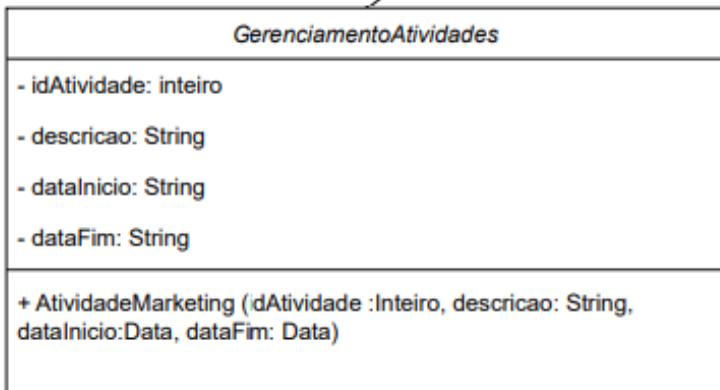 GerenciamentoAtividades
- idAtividade: inteiro
- descricao: String
- dataInicio: String
- dataFim: String
+ AtividadeMarketing (idAtividade :Inteiro, descricao: String,
dataInicio:Data, dataFim: Data)